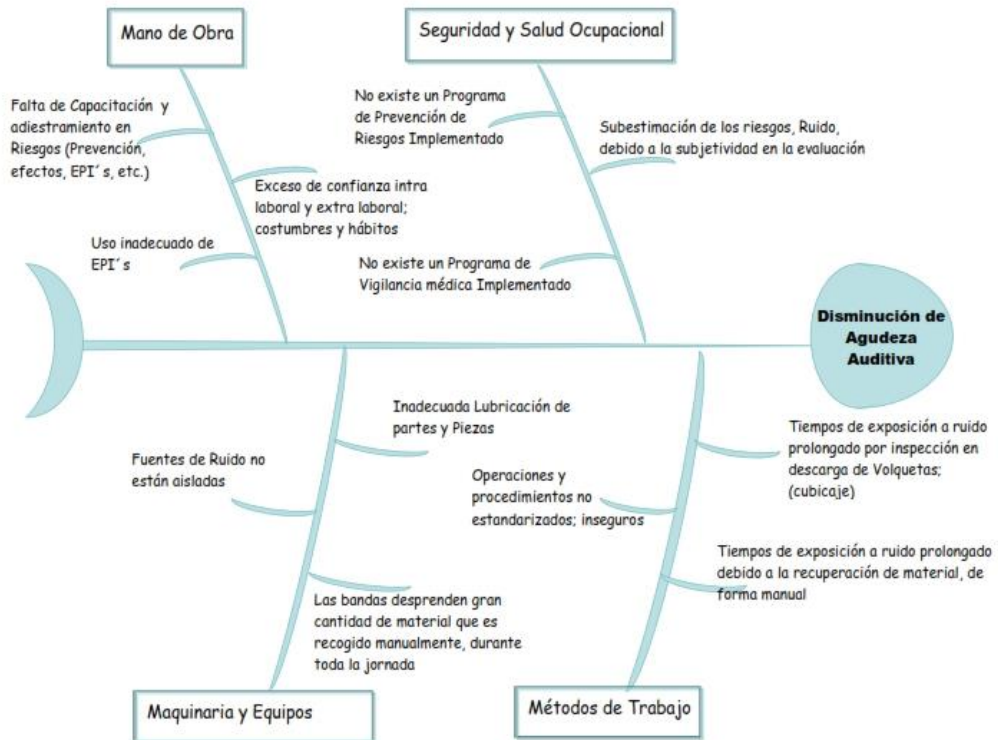 Mano de Obra
Seguridad y Salud Ocupacional
Falta de Capacitación y
adiestramiento en
Riesgos (Prevención,
efectos, EPI´s, etc.)
Exceso de confianza intra
laboral y extra laboral;
costumbres y hábitos
Uso inadecuado de
EPI´s
No existe un Programa
de Prevención de
Riesgos Implementado
Subestimación de los riesgos, Ruido,
debido a la subjetividad en la evaluación
No existe un Programa de
Vigilancia médica Implementado
Disminución de
Agudeza
Auditiva
Inadecuada Lubricación de
partes y Piezas
Fuentes de Ruido no
están aisladas
Las bandas desprenden gran
cantidad de material que es
recogido manualmente, durante
toda la jornada
Tiempos de exposición a ruido
prolongado por inspección en
descarga de Volquetas;
(cubicaje)
Operaciones y
procedimientos no
estandarizados; inseguros
Tiempos de exposición a ruido prolongado
debido a la recuperación de material, de
forma manual
Maquinaria y Equipos
Métodos de Trabajo